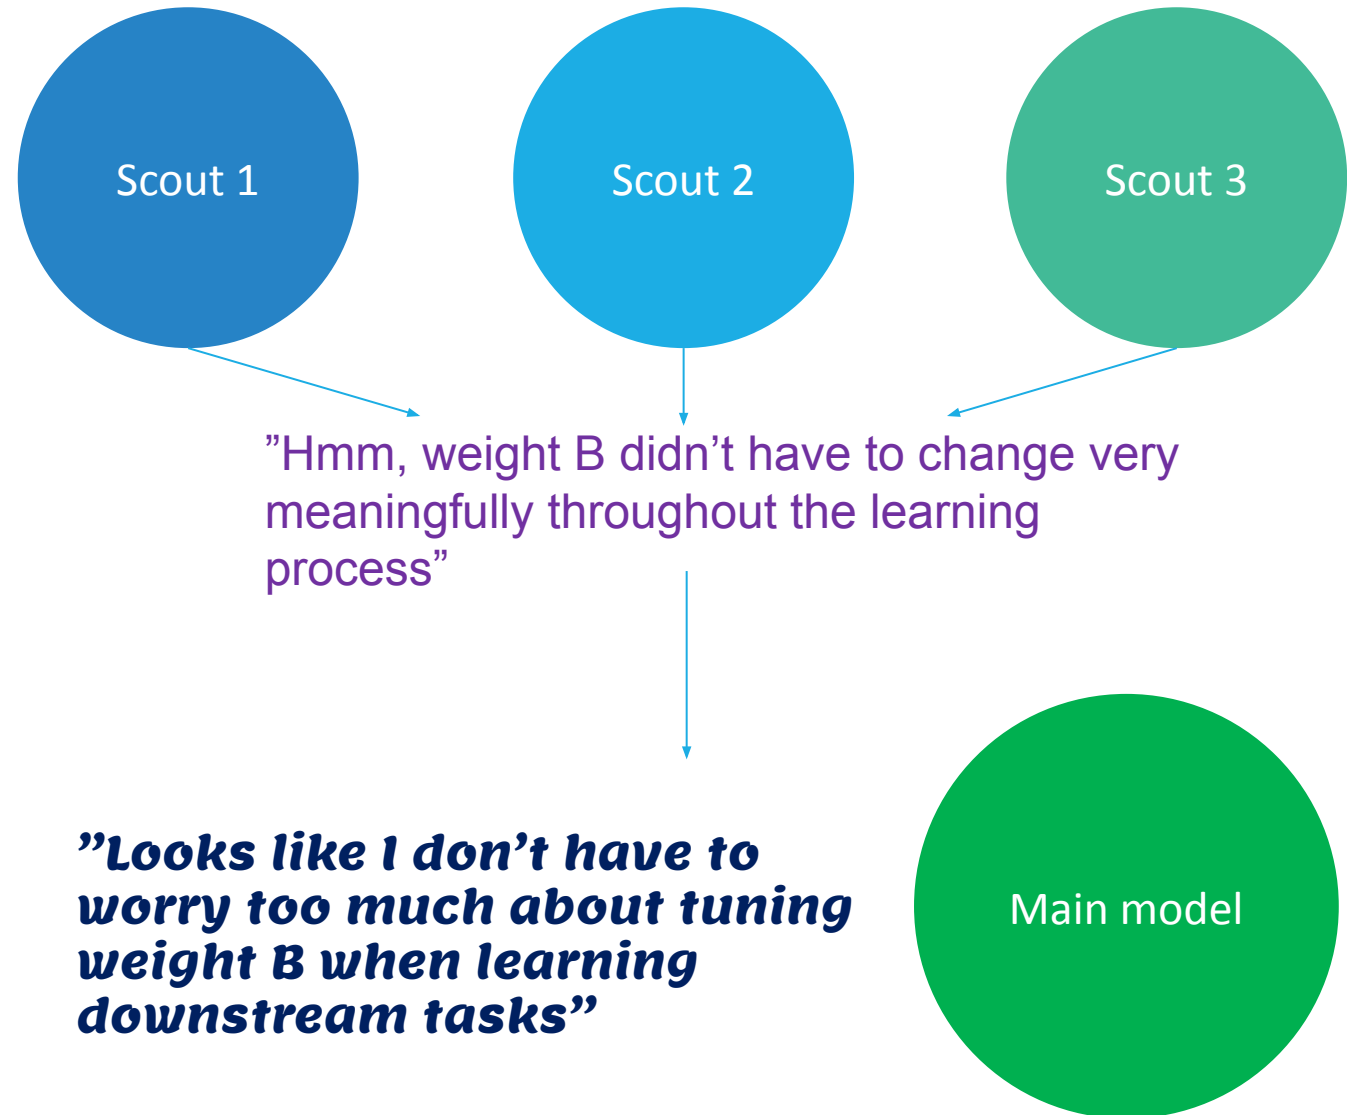 Scout 1
Scout 2
Scout 3
”Hmm, weight B didn’t have to change very
meaningfully throughout the learning
process”
”Looks like I don’t have to
worry too much about tuning
weight B when learning
downstream tasks”
Main model